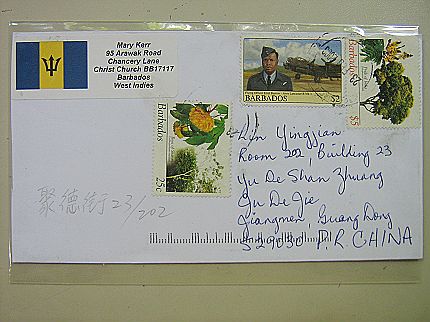 Mary Kerr
95 Arawak Road
Chancery Lane
Christ Church BB17117
Barbados
West Indies
BARBADOS
$2
$5
Barbados
25c
Lin Yingjian
Room 202, Building 23
Yu De Shan Zhuang
Ju De Jie
Jiangmen, Guang Dong
529030 P.R. CHINA
聚德街23/202